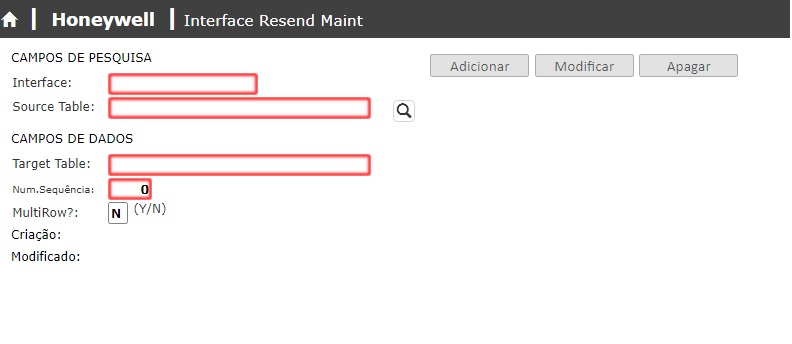 Honeywell | Interface Resend Maint
CAMPOS DE PESQUISA
Adicionar Modificar Apagar
Interface:
Source Table:
CAMPOS DE DADOS
Target Table:
Num.Sequência: 0
MultiRow?: N (Y/N)
Criação:
Modificado: